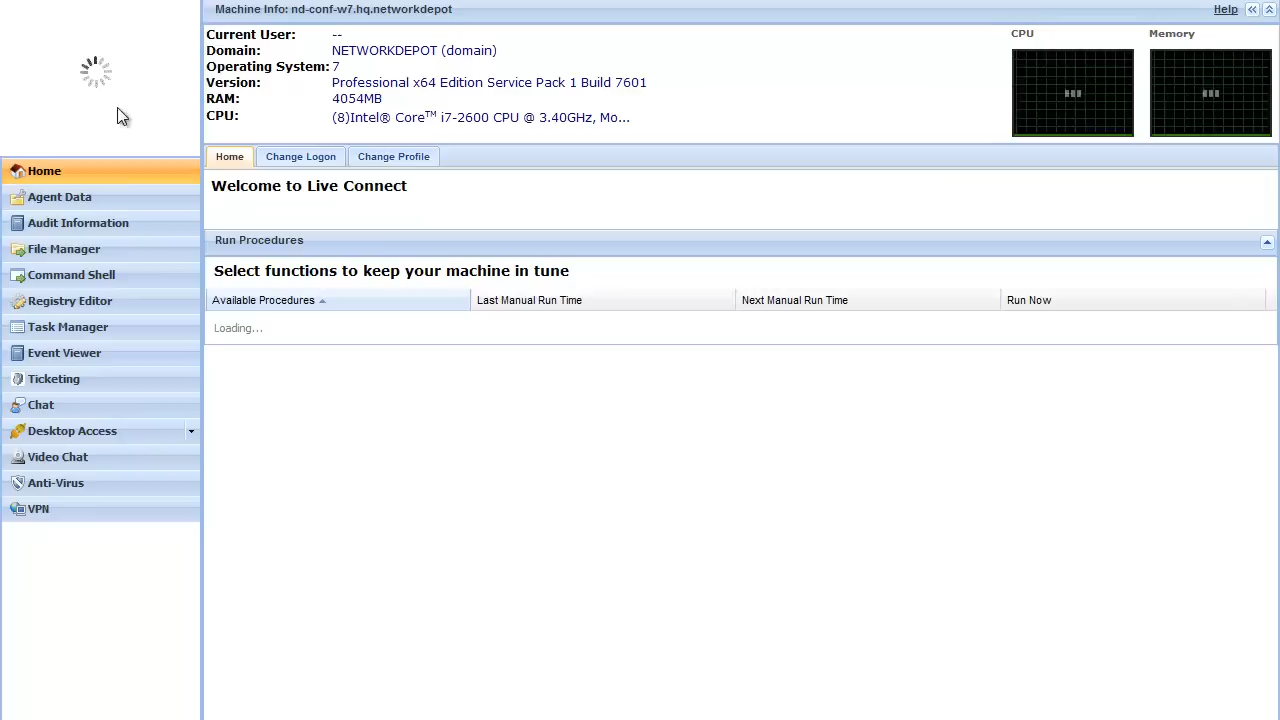 Machine Info: nd-conf-w7.hq.networkdepot
Help
Current User: --
Domain: NETWORKDEPOT (domain)
Operating System: 7
Version: Professional x64 Edition Service Pack 1 Build 7601
RAM: 4054MB
CPU: (8)Intel® Core™ i7-2600 CPU @ 3.40GHz, Mo...
CPU
Memory
Home
Change Logon
Change Profile
Welcome to Live Connect
Run Procedures
Select functions to keep your machine in tune
Available Procedures
Last Manual Run Time
Next Manual Run Time
Run Now
Loading...
Home
Agent Data
Audit Information
File Manager
Command Shell
Registry Editor
Task Manager
Event Viewer
Ticketing
Chat
Desktop Access
Video Chat
Anti-Virus
VPN